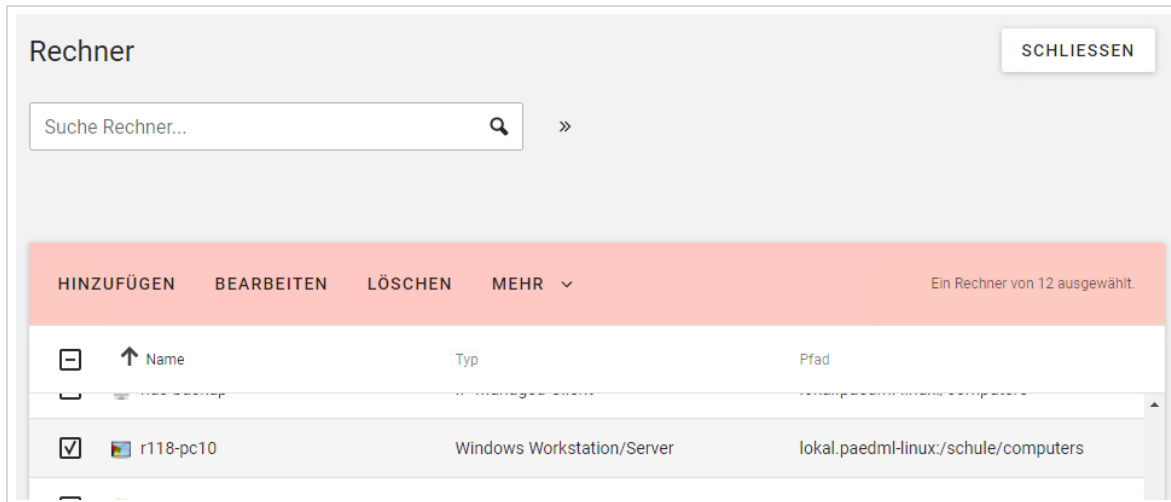 Rechner
SCHLIESSEN
Suche Rechner...
HINZUFÜGEN BEARBEITEN LÖSCHEN MEHR
Ein Rechner von 12 ausgewählt.
Name Typ Pfad
r118-pc10 Windows Workstation/Server lokal.paedml-linux:/schule/computers